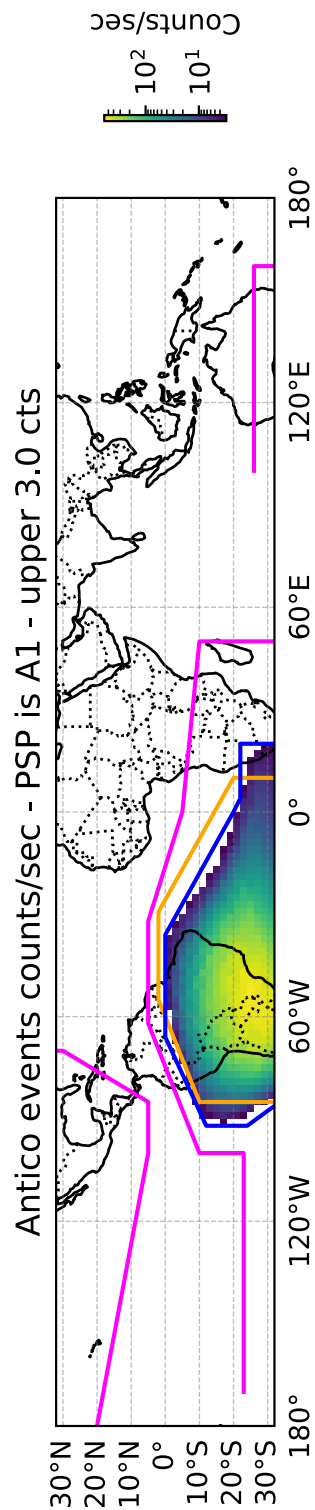 Antico events counts/sec - PSP is A1 - upper 3.0 cts
30°N
20°N
10°N
0°
10°S
20°S
30°S
180° 120°W 60°W 0° 60°E 120°E 180°
10² 10¹
Counts/sec